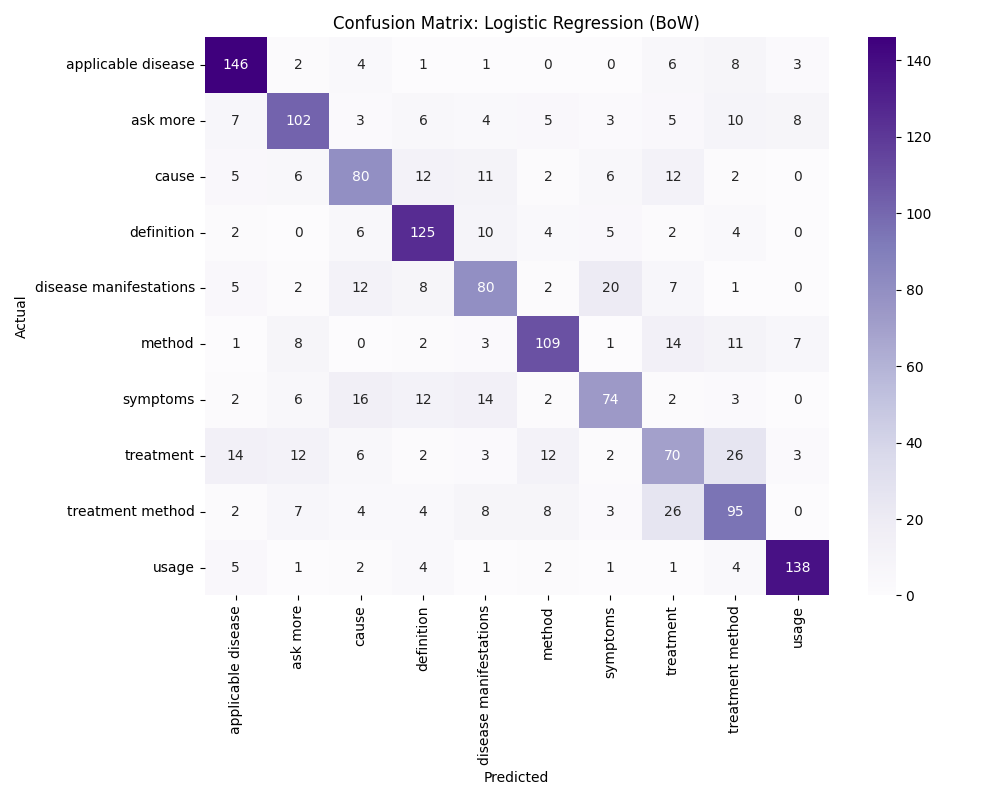 Confusion Matrix: Logistic Regression (BoW)
applicable disease 146 2 4 1 1 0 0 6 8 3
ask more 7 102 3 6 4 5 3 5 10 8
cause 5 6 80 12 11 2 6 12 2 0
definition 2 0 6 125 10 4 5 2 4 0
disease manifestations 5 2 12 8 80 2 20 7 1 0
method 1 8 0 2 3 109 1 14 11 7
symptoms 2 6 16 12 14 2 74 2 3 0
treatment 14 12 6 2 3 12 2 70 26 3
treatment method 2 7 4 4 8 8 3 26 95 0
usage 5 1 2 4 1 2 1 1 4 138
Actual
applicable disease
ask more
cause
definition
disease manifestations
method
symptoms
treatment
treatment method
usage
Predicted
140
120
100
80
60
40
20
0